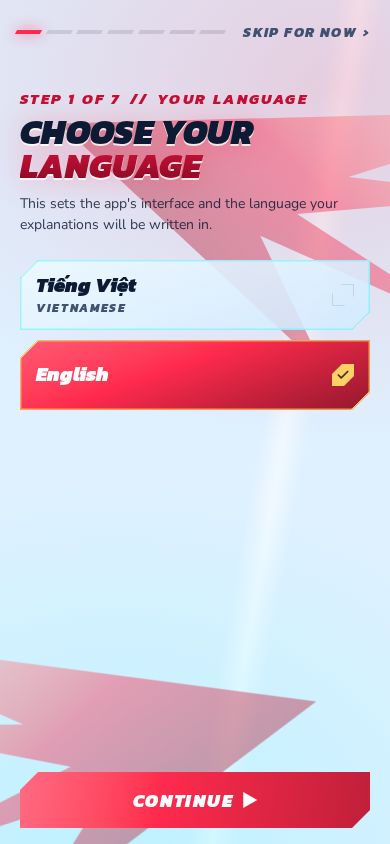 SKIP FOR NOW >
STEP 1 OF 7 // YOUR LANGUAGE
CHOOSE YOUR
LANGUAGE
This sets the app's interface and the language your
explanations will be written in.
Tiếng Việt
VIETNAMESE
English
CONTINUE ▶